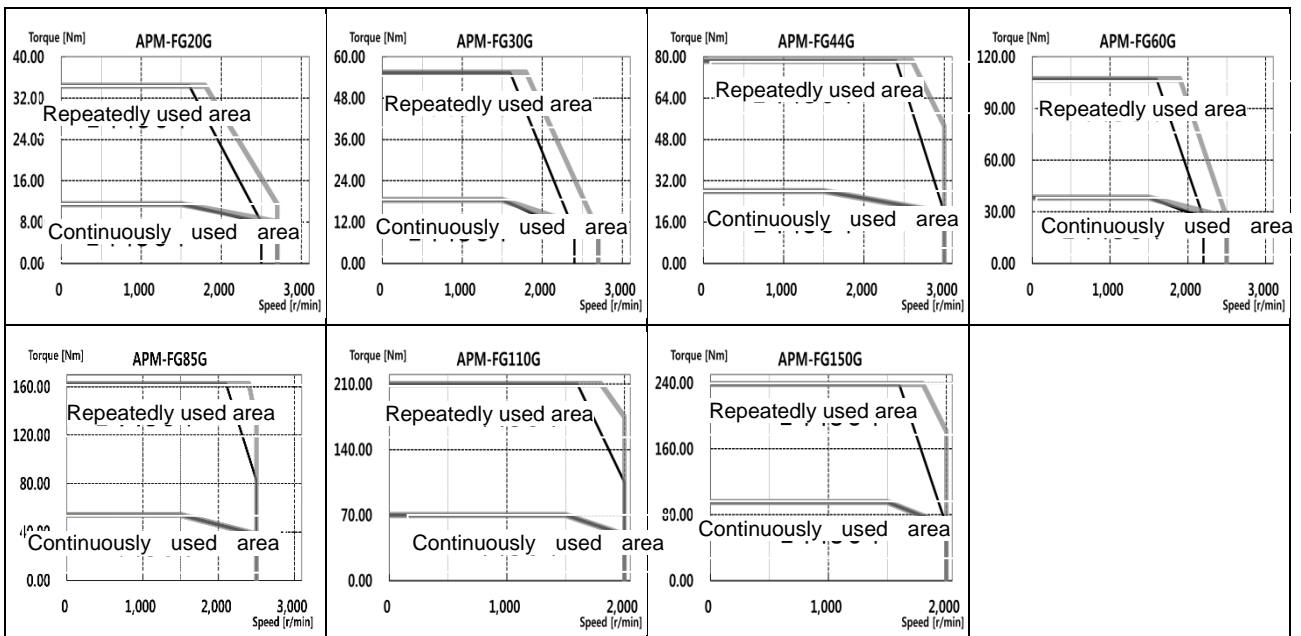 Torque [Nm] APM-FG20G
40.00
32.00
Repeatedly used area
24.00
16.00
8.00
Continuously used area
0.00
0 1,000 2,000 3,000
Speed [r/min]
Torque [Nm] APM-FG30G
60.00
48.00
Repeatedly used area
36.00
24.00
12.00
Continuously used area
0.00
0 1,000 2,000 3,000
Speed [r/min]
Torque [Nm] APM-FG44G
80.00
64.00
Repeatedly used area
48.00
32.00
16.00
Continuously used area
0.00
0 1,000 2,000 3,000
Speed [r/min]
Torque [Nm] APM-FG60G
120.00
90.00
Repeatedly used area
60.00
30.00
Continuously used area
0.00
0 1,000 2,000 3,000
Speed [r/min]
Torque [Nm] APM-FG85G
160.00
Repeatedly used area
120.00
80.00
Continuously used area
0.00
0 1,000 2,000 3,000
Speed [r/min]
Torque [Nm] APM-FG110G
210.00
Repeatedly used area
140.00
70.00
Continuously used area
0.00
0 1,000 2,000
Speed [r/min]
Torque [Nm] APM-FG150G
240.00
Repeatedly used area
160.00
80.00
Continuously used area
0.00
0 1,000 2,000
Speed [r/min]